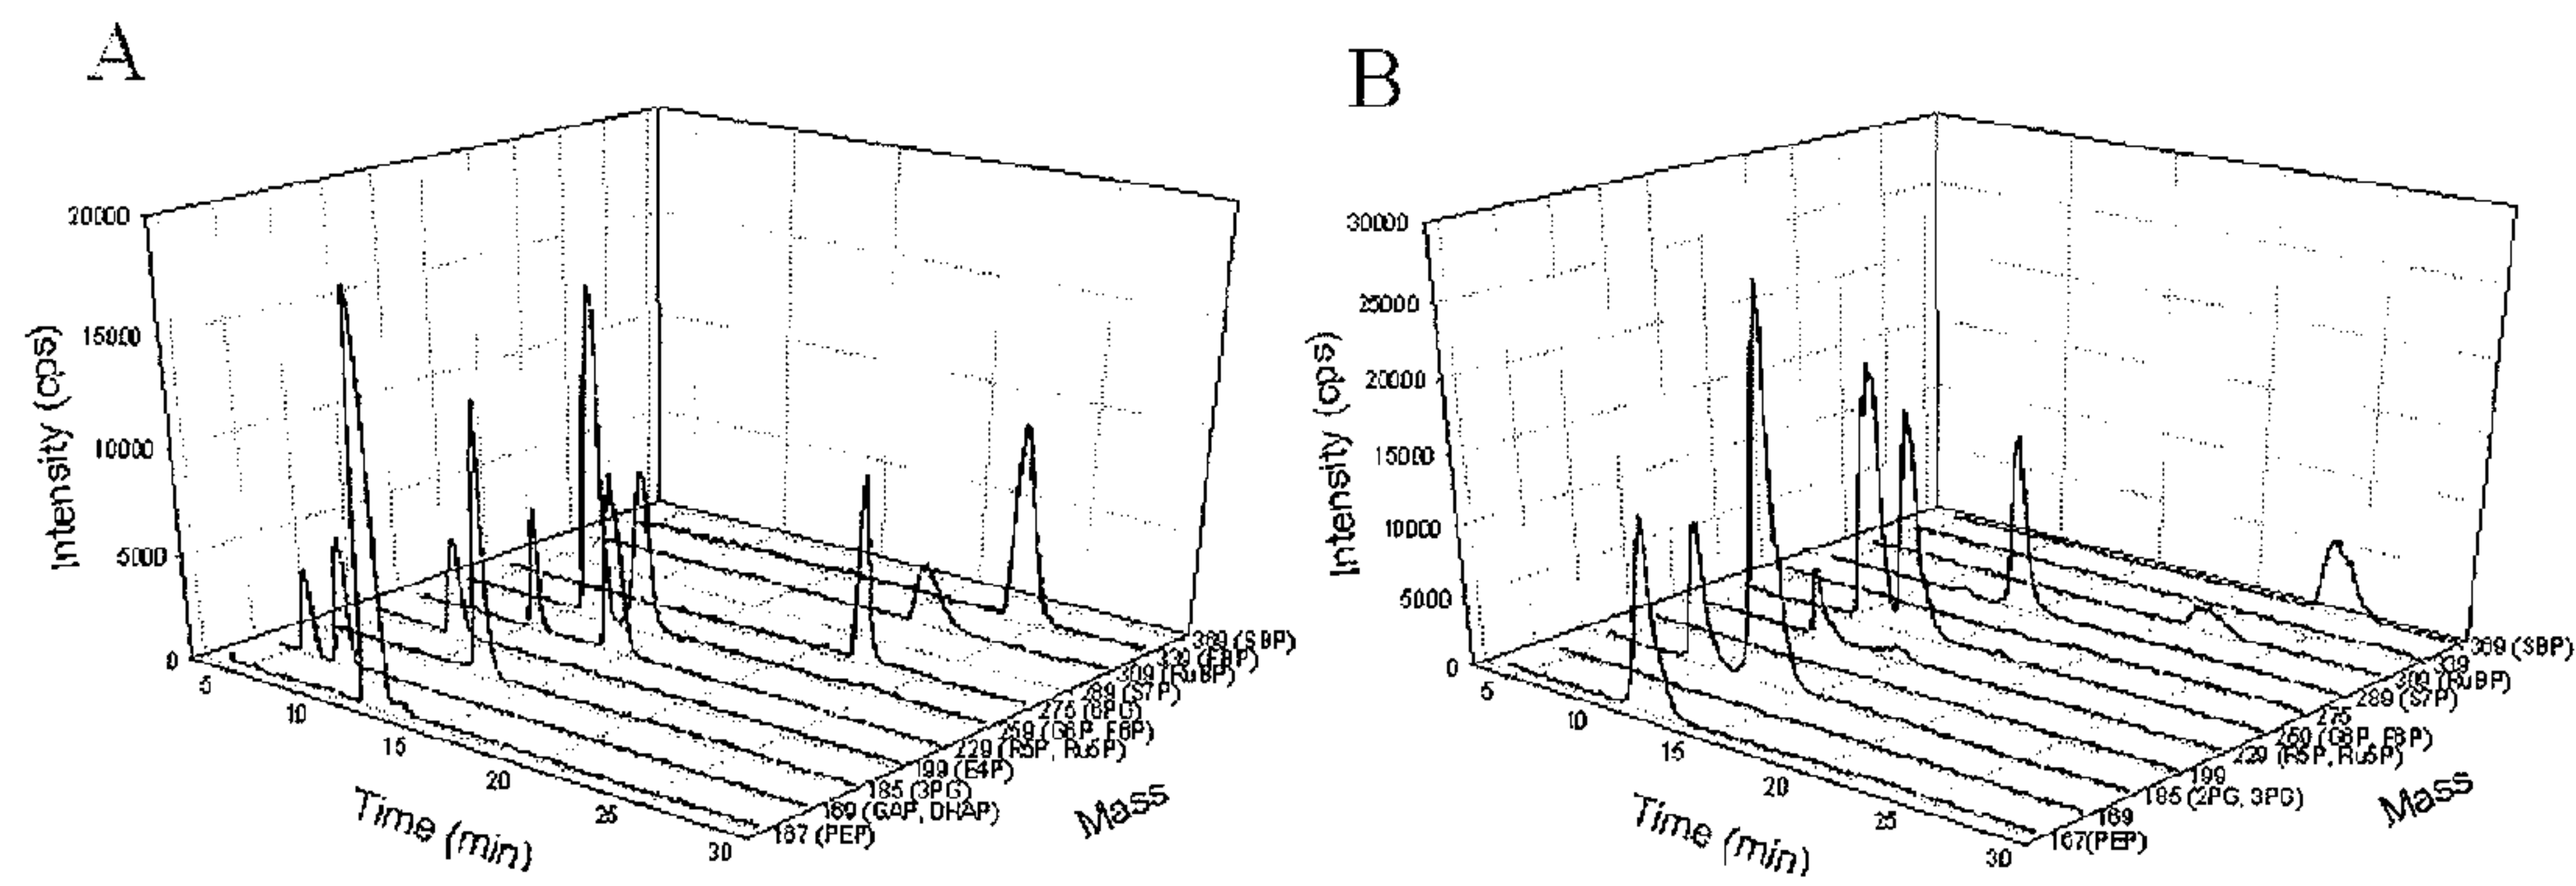 A
20000
15000
10000
5000
0
Intensity (cps)
5
10
15
20
25
30
Time (min)
369 (SBP)
339 (FBP)
309 (RuBP)
289 (S7P)
275 (6PG)
259 (G6P, F6P)
229 (R5P, Ru5P)
199 (E4P)
185 (3PG)
169 (GAP, DHAP)
167 (PEP)
Mass
B
30000
25000
20000
15000
10000
5000
0
Intensity (cps)
5
10
15
20
25
30
Time (min)
369 (SBP)
339
309 (RuBP)
289 (S7P)
275
259 (G6P, F6P)
229 (R5P, Ru5P)
199
185 (2PG, 3PG)
169
167(PEP)
Mass